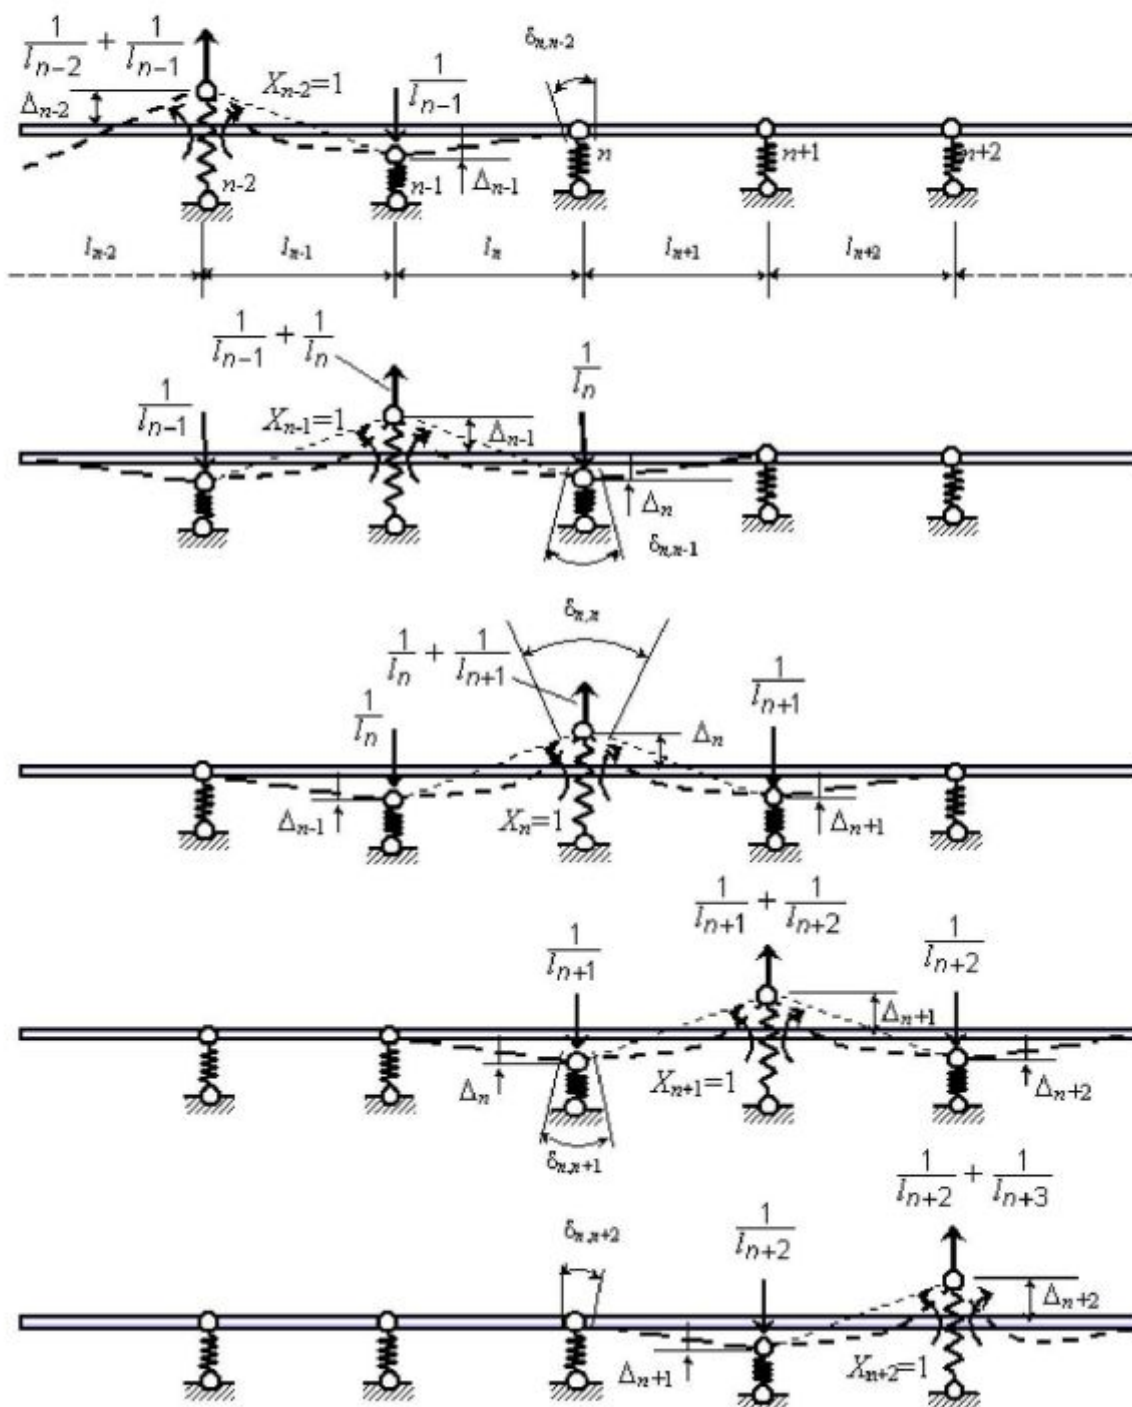 1/l_{n-2} + 1/l_{n-1}
Δ_{n-2}
X_{n-2}=1
1/l_{n-1}
δ_{n,n-2}
n-2
n-1
Δ_{n-1}
n
n+1
n+2
l_{n-2}
l_{n-1}
l_n
l_{n+1}
l_{n+2}
1/l_{n-1} + 1/l_n
1/l_{n-1}
X_{n-1}=1
Δ_{n-1}
1/l_n
Δ_n
δ_{n,n-1}
δ_{n,n}
1/l_n + 1/l_{n+1}
1/l_n
1/l_{n+1}
Δ_n
Δ_{n-1}
X_n=1
Δ_{n+1}
1/l_{n+1} + 1/l_{n+2}
1/l_{n+1}
1/l_{n+2}
Δ_{n+1}
Δ_n
X_{n+1}=1
Δ_{n+2}
δ_{n,n+1}
1/l_{n+2} + 1/l_{n+3}
δ_{n,n+2}
1/l_{n+2}
Δ_{n+2}
Δ_{n+1}
X_{n+2}=1